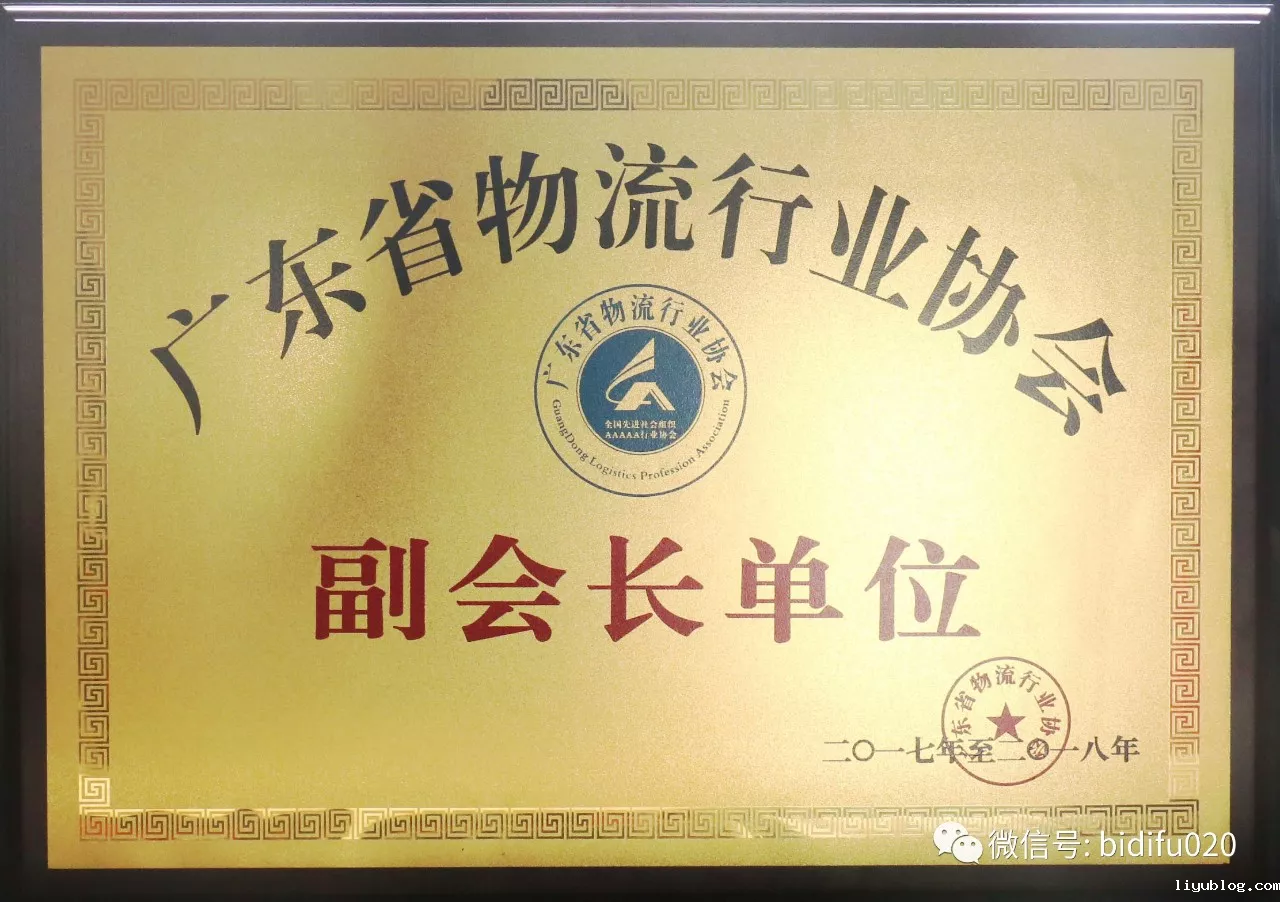 广东省物流行业协会
广东省物流行业协会
全国先进社会组织
AAAAA行业协会
GuangDong Logistics Profession Association
副会长单位
东省物流行业协
二〇一七年至二〇一八年
微信号: bidifu020
liyublog.com